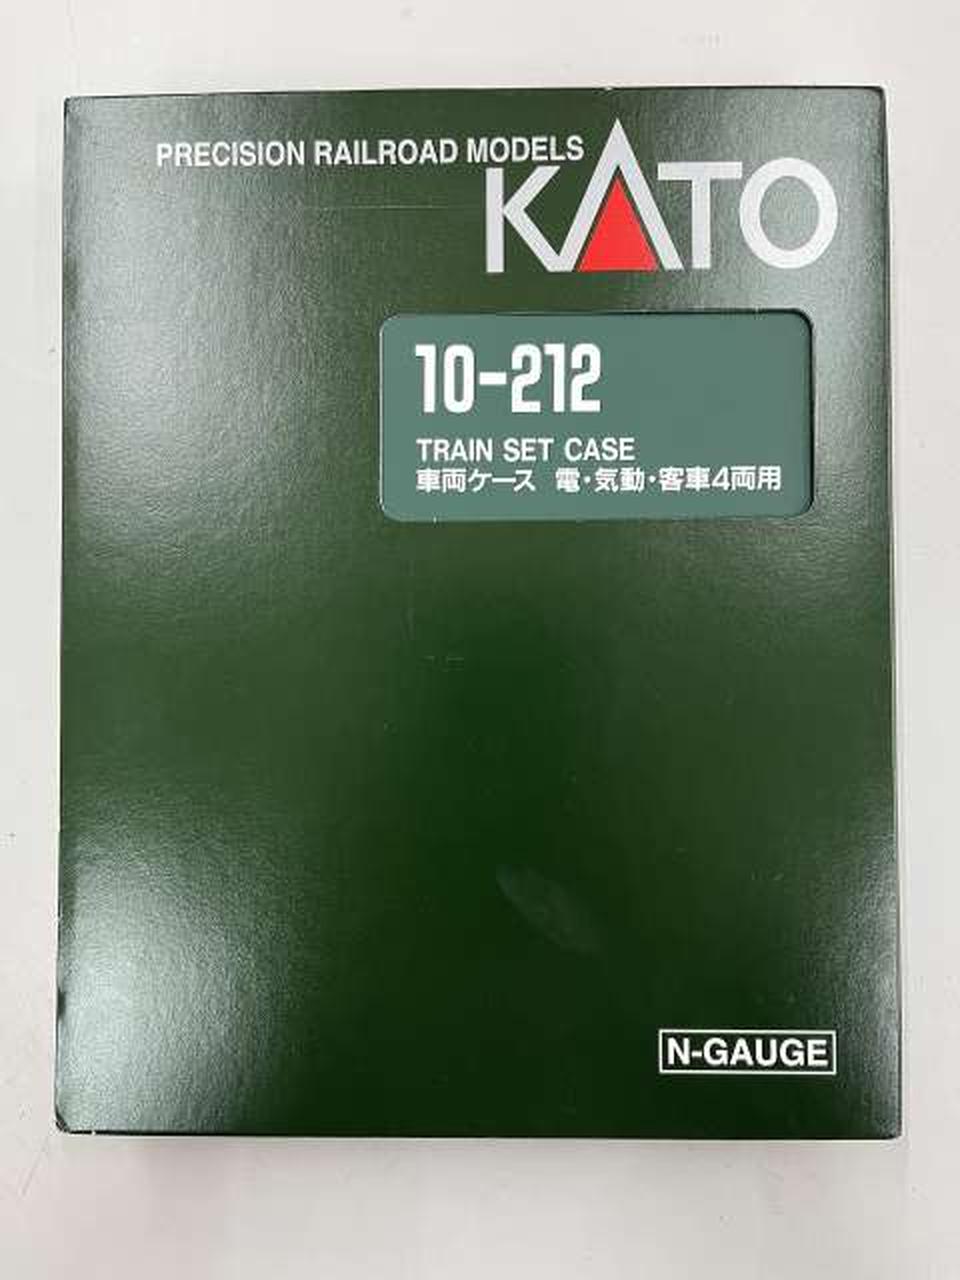 PRECISION RAILROAD MODELS
KATO
10-212
TRAIN SET CASE
車両ケース 電・気動・客車4両用
N-GAUGE